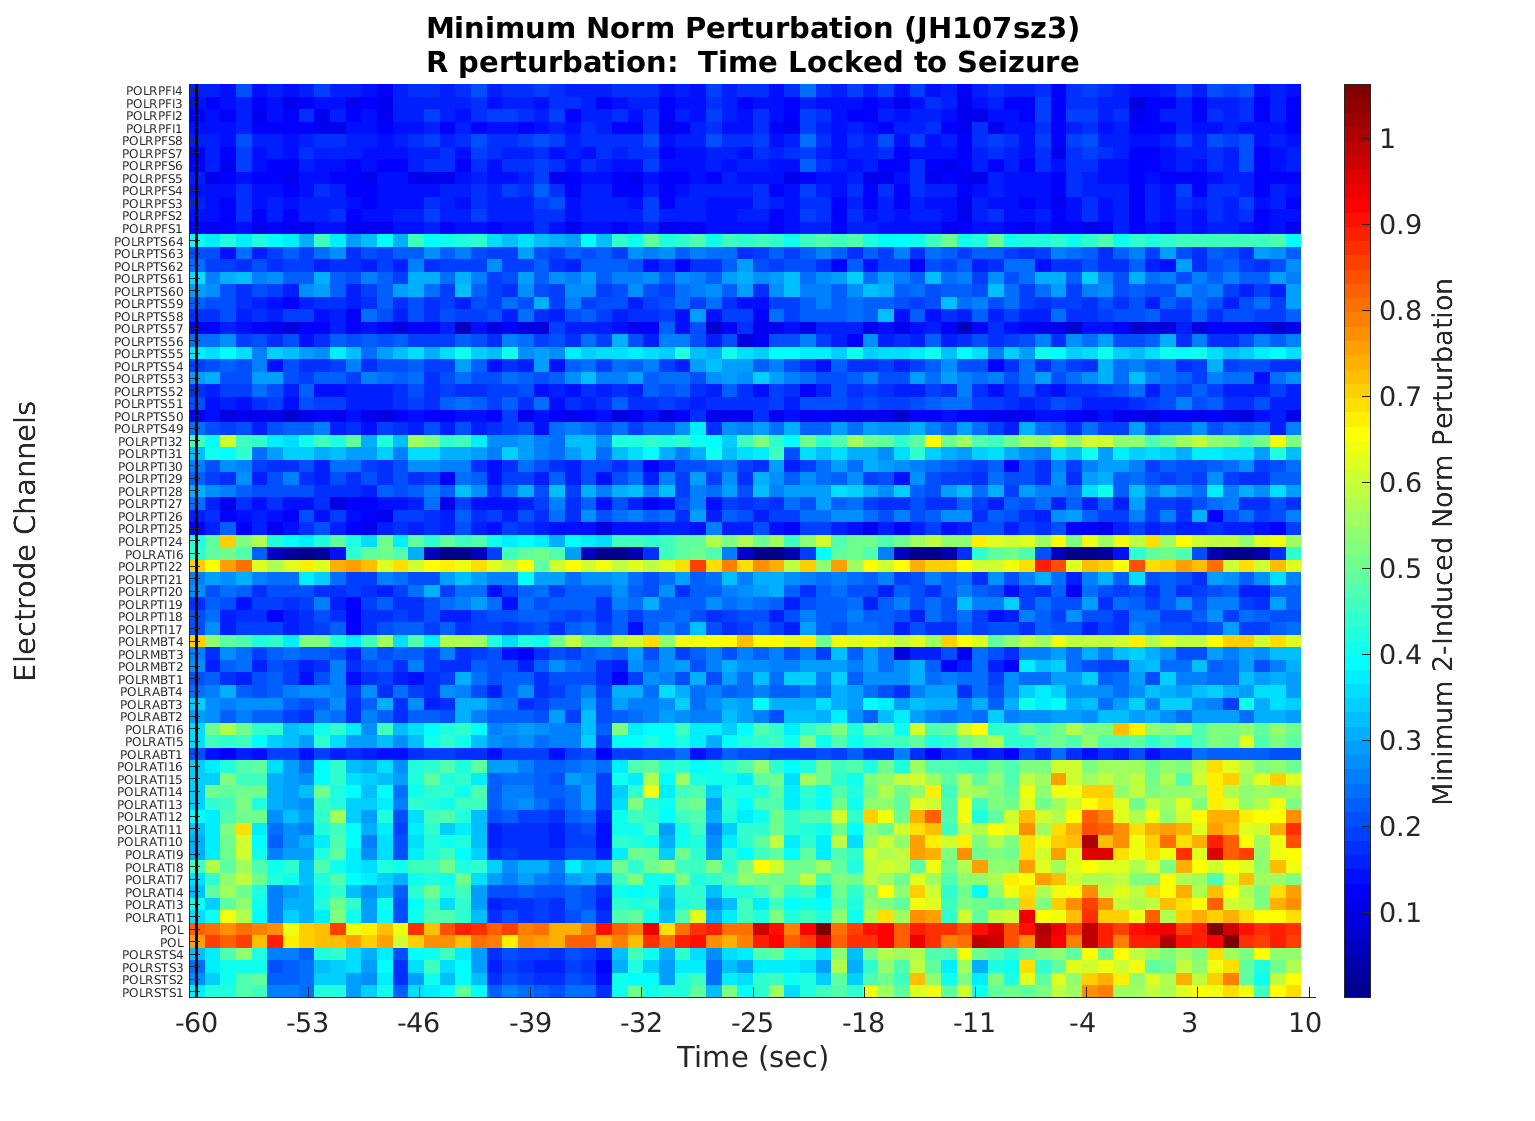 Minimum Norm Perturbation (JH107sz3)
R perturbation:  Time Locked to Seizure
Electrode Channels
POLRPFI4
POLRPFI3
POLRPFI2
POLRPFI1
POLRPFS8
POLRPFS7
POLRPFS6
POLRPFS5
POLRPFS4
POLRPFS3
POLRPFS2
POLRPFS1
POLRPTS64
POLRPTS63
POLRPTS62
POLRPTS61
POLRPTS60
POLRPTS59
POLRPTS58
POLRPTS57
POLRPTS56
POLRPTS55
POLRPTS54
POLRPTS53
POLRPTS52
POLRPTS51
POLRPTS50
POLRPTS49
POLRPTI32
POLRPTI31
POLRPTI30
POLRPTI29
POLRPTI28
POLRPTI27
POLRPTI26
POLRPTI25
POLRPTI24
POLRATI6
POLRPTI22
POLRPTI21
POLRPTI20
POLRPTI19
POLRPTI18
POLRPTI17
POLRMBT4
POLRMBT3
POLRMBT2
POLRMBT1
POLRABT4
POLRABT3
POLRABT2
POLRATI6
POLRATI5
POLRABT1
POLRATI16
POLRATI15
POLRATI14
POLRATI13
POLRATI12
POLRATI11
POLRATI10
POLRATI9
POLRATI8
POLRATI7
POLRATI4
POLRATI3
POLRATI1
POL
POL
POLRSTS4
POLRSTS3
POLRSTS2
POLRSTS1
-60 -53 -46 -39 -32 -25 -18 -11 -4 3 10
Time (sec)
1
0.9
0.8
0.7
0.6
0.5
0.4
0.3
0.2
0.1
Minimum 2-Induced Norm Perturbation